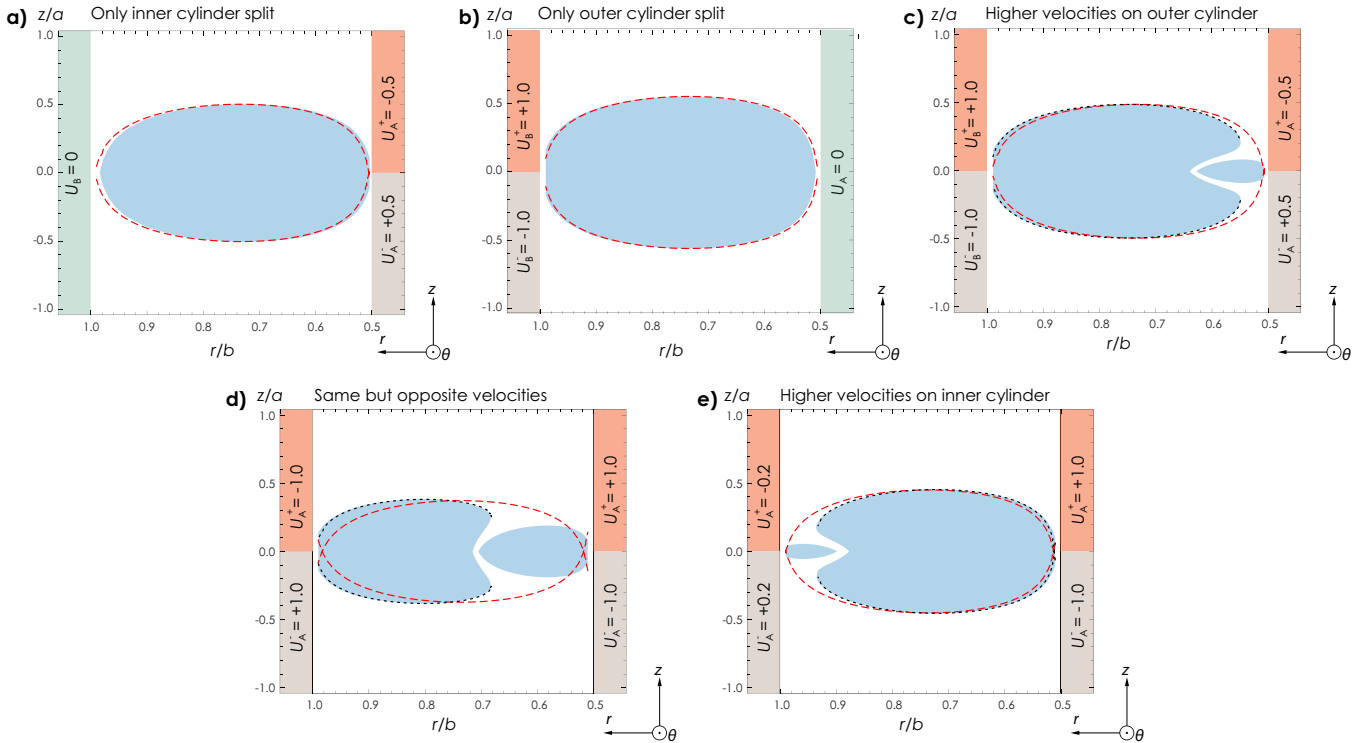 a) z/a Only inner cylinder split
1.0
0.5
0.0
-0.5
-1.0
U_B = 0
U_A^+ = -0.5
U_A^- = +0.5
1.0 0.9 0.8 0.7 0.6 0.5
r/b
z
r
θ
b) z/a Only outer cylinder split
1.0
0.5
0.0
-0.5
-1.0
U_B^+ = +1.0
U_B^- = -1.0
U_A = 0
1.0 0.9 0.8 0.7 0.6 0.5
r/b
z
r
θ
c) z/a Higher velocities on outer cylinder
1.0
0.5
0.0
-0.5
-1.0
U_B^+ = +1.0
U_B^- = -1.0
U_A^+ = -0.5
U_A^- = +0.5
1.0 0.9 0.8 0.7 0.6 0.5
r/b
z
r
θ
d) z/a Same but opposite velocities
1.0
0.5
0.0
-0.5
-1.0
U_A^+ = -1.0
U_A^- = +1.0
U_A^+ = +1.0
U_A^- = -1.0
1.0 0.9 0.8 0.7 0.6 0.5
r/b
z
r
θ
e) z/a Higher velocities on inner cylinder
1.0
0.5
0.0
-0.5
-1.0
U_A^+ = -0.2
U_A^- = +0.2
U_A^+ = +1.0
U_A^- = -1.0
1.0 0.9 0.8 0.7 0.6 0.5
r/b
z
r
θ